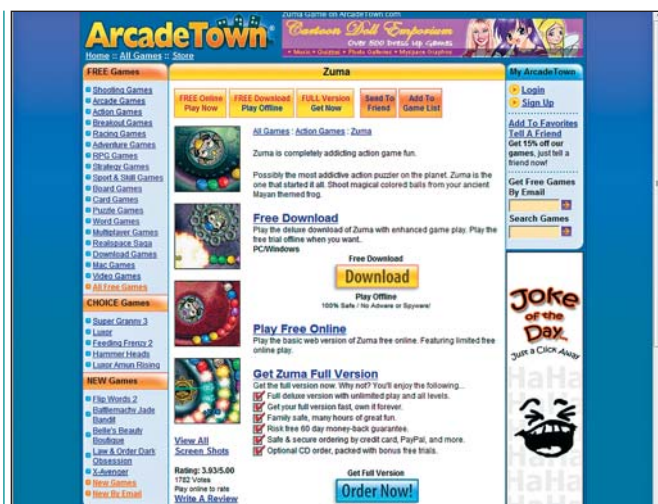 Zuma Game on ArcadeTown.com
ArcadeTown
Cartoon Doll Emporium
Over 500 Dress Up Games
• Music • Quizzes • Photo Galleries • Myspace Graphics
Home :: All Games :: Store
FREE Games
Shooting Games
Arcade Games
Action Games
Breakout Games
Racing Games
Adventure Games
RPG Games
Strategy Games
Sport & Skill Games
Board Games
Card Games
Puzzle Games
Word Games
Multiplayer Games
Realspace Saga
Download Games
Mac Games
Video Games
All Free Games
CHOICE Games
Super Granny 3
Luxor
Feeding Frenzy 2
Hammer Heads
Luxor Amun Rising
NEW Games
Flip Words 2
Battlemachy Jade
Bandit
Belle's Beauty
Boutique
Law & Order Dark
Obsession
X-Avenger
New Games
New By Email
Zuma
FREE Online
Play Now
FREE Download
Play Offline
FULL Version
Get Now
Send To
Friend
Add To
Game List
All Games : Action Games : Zuma
Zuma is completely addicting action game fun.
Possibly the most addictive action puzzler on the planet. Zuma is the
one that started it all. Shoot magical colored balls from your ancient
Mayan themed frog.
Free Download
Play the deluxe download of Zuma with enhanced game play. Play the
free trial offline when you want.
PC/Windows
Free Download
Download
Play Offline
100% Safe / No Adware or Spyware!
Play Free Online
Play the basic web version of Zuma free online. Featuring limited free
online play.
Get Zuma Full Version
Get the full version now. Why not? You'll enjoy the following...
Full deluxe version with unlimited play and all levels.
Get your full version fast, own it forever.
Family safe, many hours of great fun.
Risk free 60 day money-back guarantee.
Safe & secure ordering by credit card, PayPal, and more.
Optional CD order, packed with bonus free trials.
Get Full Version
Order Now!
View All
Screen Shots
Rating: 3.93/5.00
1782 Votes
Play online to rate
Write A Review
My ArcadeTown
Login
Sign Up
Add To Favorites
Tell A Friend
Get 15% off our
games, just tell a
friend now!
Get Free Games
By Email
Search Games
Joke
of the
Day
Just a Click Away
HaHa
HaHa
HaHa